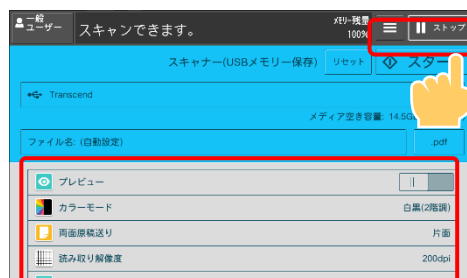 一般
ユーザー
スキャンできます。
メモリー残量
100%
ストップ
スキャナー(USBメモリー保存)
リセット
スター
Transcend
メディア空き容量: 14.5G
ファイル名: (自動設定)
.pdf
プレビュー
カラーモード
白黒(2階調)
両面原稿送り
片面
読み取り解像度
200dpi